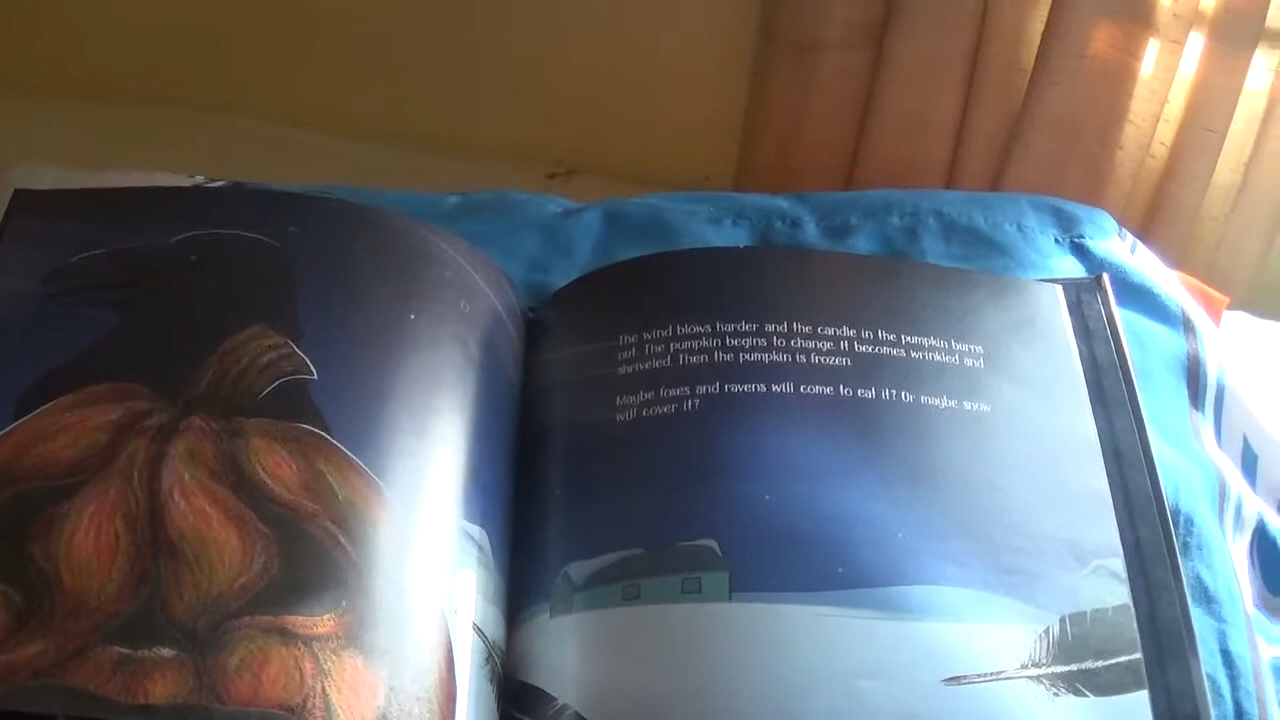 The wind blows harder and the candle in the pumpkin burns
out. The pumpkin begins to change. It becomes wrinkled and
shriveled. Then the pumpkin is frozen.
Maybe foxes and ravens will come to eat it? Or maybe snow
will cover it?